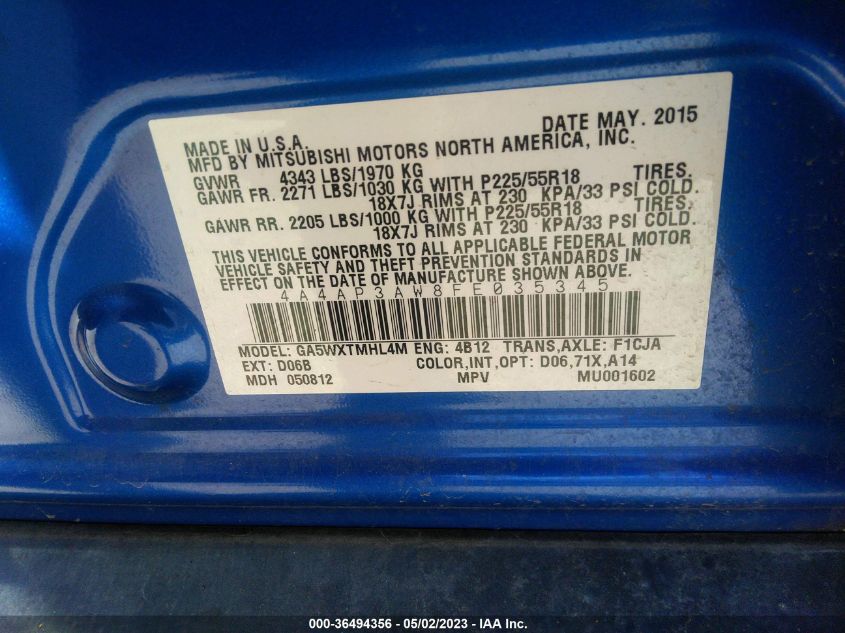 MADE IN U.S.A. DATE MAY. 2015
MFD BY MITSUBISHI MOTORS NORTH AMERICA, INC.
GVWR 4343 LBS/1970 KG
GAWR FR. 2271 LBS/1030 KG WITH P225/55R18 TIRES.
18X7J RIMS AT 230 KPA/33 PSI COLD.
GAWR RR. 2205 LBS/1000 KG WITH P225/55R18 TIRES.
18X7J RIMS AT 230 KPA/33 PSI COLD.
THIS VEHICLE CONFORMS TO ALL APPLICABLE FEDERAL MOTOR
VEHICLE SAFETY AND THEFT PREVENTION STANDARDS IN
EFFECT ON THE DATE OF MANUFACTURE SHOWN ABOVE.
4A4AP3AW8FE035345
MODEL: GA5WXTMHL4M ENG: 4B12 TRANS,AXLE: F1CJA
EXT: D06B COLOR,INT,OPT: D06,71X,A14
MDH 050812 MPV MU001602
000-36494356 - 05/02/2023 - IAA Inc.